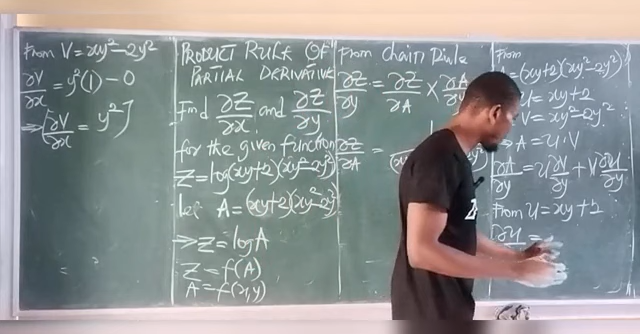 From V = xy²-2y²
∂V/∂x = y²(1) - 0
⇒ [∂V/∂x = y²]
PRODUCT RULE OF
PARTIAL DERIVATIVE
Find ∂Z/∂x and ∂Z/∂y
for the given function
Z = log(xy+2)(xy²-2y²)
let A = (xy+2)(xy²-2y²)
⇒ Z = log A
Z = f(A)
A = f(x,y)
From Chain Rule
∂Z/∂y = ∂Z/∂A × ∂A/∂y
∂Z/∂A =
From
=(xy+2)(xy²-2y²)
U = xy+2
V = xy²-2y²
⇒ A = U·V
∂A/∂y = U ∂V/∂y + V ∂U/∂y
From U = xy+2
∂U =